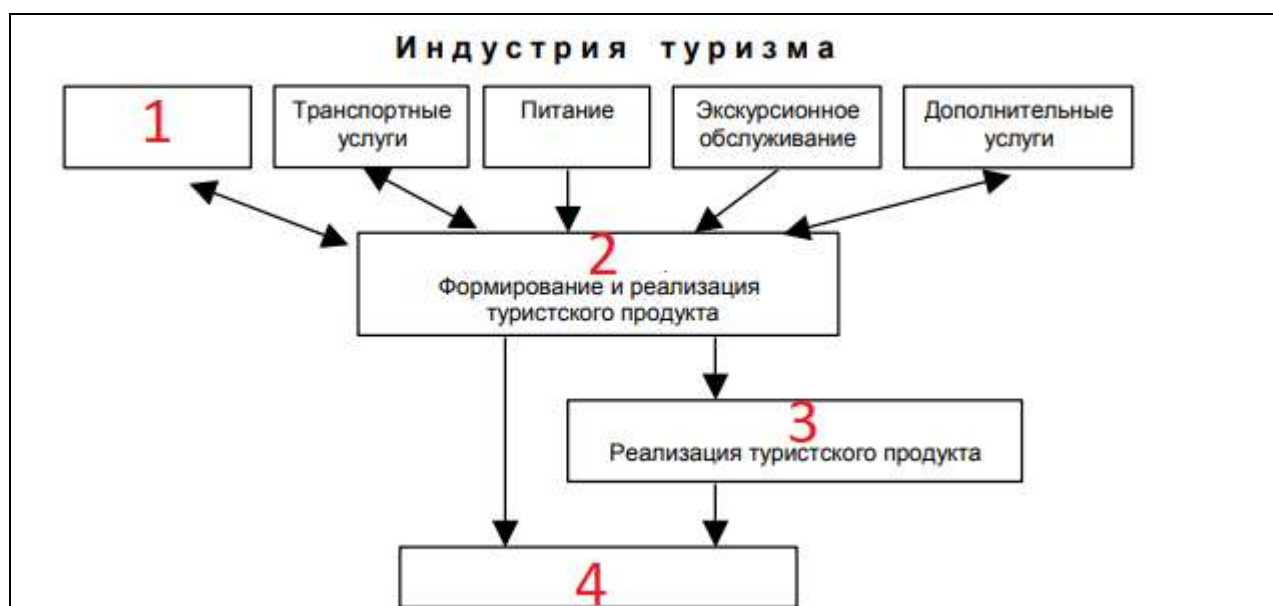 Индустрия туризма
1
Транспортные
услуги
Питание
Экскурсионное
обслуживание
Дополнительные
услуги
2
Формирование и реализация
туристского продукта
3
Реализация туристского продукта
4